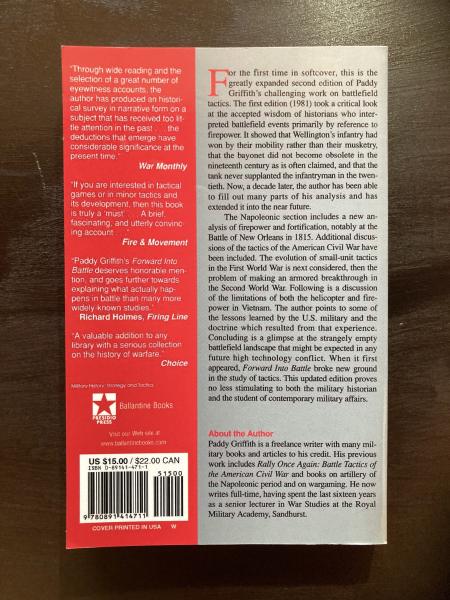 "Through wide reading and the
selection of a great number of
eyewitness accounts, the
author has produced an histori-
cal survey in narrative form on a
subject that has received too lit-
tle attention in the past . . . the
deductions that emerge have
considerable significance at the
present time."
War Monthly
"If you are interested in tactical
games or in minor tactics and
its development, then this book
is truly a 'must' . . . A brief,
fascinating, and utterly convinc-
ing account . . ."
Fire & Movement
"Paddy Griffith's Forward Into
Battle deserves honorable men-
tion, and goes further towards
explaining what actually hap-
pens in battle than many more
widely-known studies."
Richard Holmes, Firing Line
"A valuable addition to any
library with a serious collection
on the history of warfare."
Choice
Military History: Strategy and Tactics
PRESIDIO
PRESS
Ballantine Books
Visit our Web site at
www.ballantinebooks.com
US $15.00 / $22.00 CAN
ISBN 0-89141-471-1
51500
9 780891 414711
COVER PRINTED IN USA W
For the first time in softcover, this is the
greatly expanded second edition of Paddy
Griffith's challenging work on battlefield
tactics. The first edition (1981) took a critical look
at the accepted wisdom of historians who inter-
preted battlefield events primarily by reference to
firepower. It showed that Wellington's infantry had
won by their mobility rather than their musketry,
that the bayonet did not become obsolete in the
nineteenth century as is often claimed, and that the
tank never supplanted the infantryman in the twen-
tieth. Now, a decade later, the author has been able
to fill out many parts of his analysis and has
extended it into the near future.
The Napoleonic section includes a new an-
alysis of firepower and fortification, notably at the
Battle of New Orleans in 1815. Additional discus-
sions of the tactics of the American Civil War have
been included. The evolution of small-unit tactics
in the First World War is next considered, then the
problem of making an armored breakthrough in
the Second World War. Following is a discussion
of the limitations of both the helicopter and fire-
power in Vietnam. The author points to some of
the lessons learned by the U.S. military and the
doctrine which resulted from that experience.
Concluding is a glimpse at the strangely empty
battlefield landscape that might be expected in any
future high technology conflict. When it first
appeared, Forward Into Battle broke new ground
in the study of tactics. This updated edition proves
no less stimulating to both the military historian
and the student of contemporary military affairs.
About the Author
Paddy Griffith is a freelance writer with many mil-
itary books and articles to his credit. His previous
work includes Rally Once Again: Battle Tactics of
the American Civil War and books on artillery of
the Napoleonic period and on wargaming. He now
writes full-time, having spent the last sixteen years
as a senior lecturer in War Studies at the Royal
Military Academy, Sandhurst.